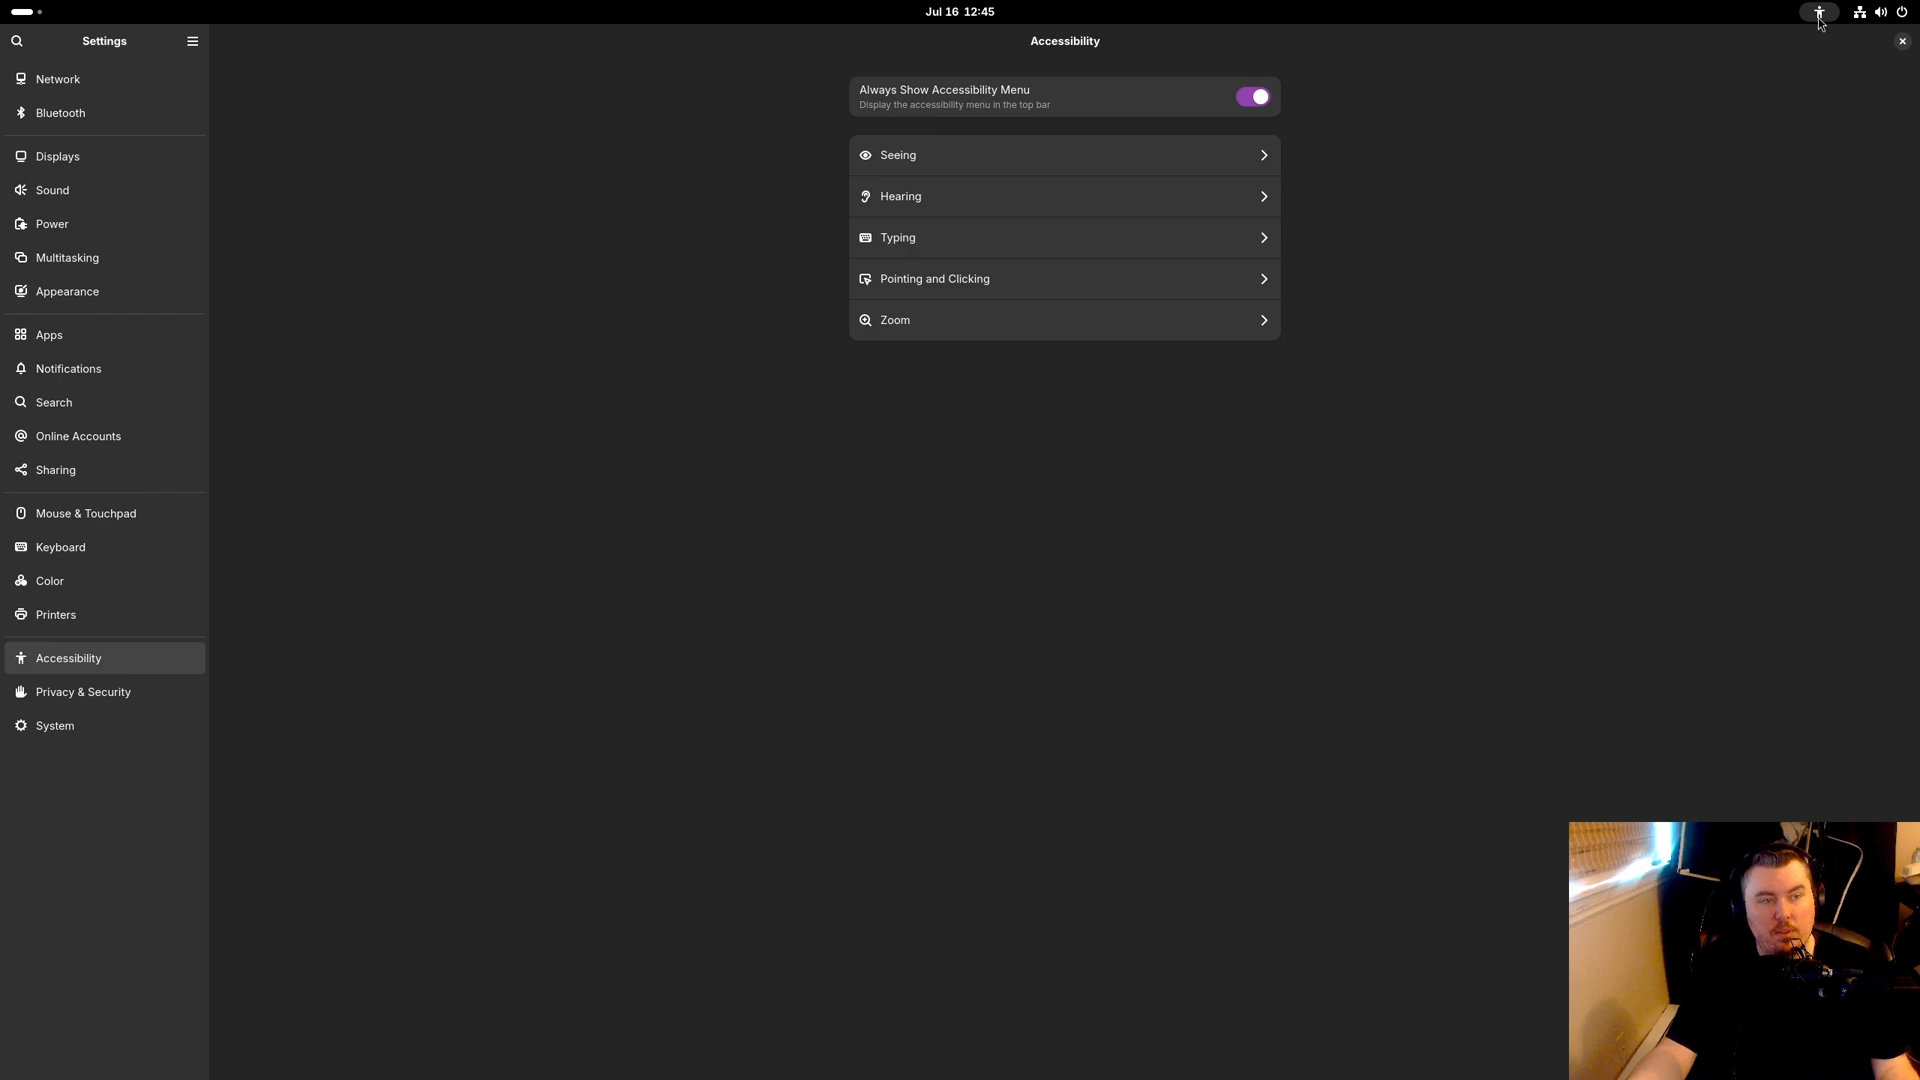 Jul 16 12:45
Settings
Accessibility
Network
Bluetooth
Displays
Sound
Power
Multitasking
Appearance
Apps
Notifications
Search
Online Accounts
Sharing
Mouse & Touchpad
Keyboard
Color
Printers
Accessibility
Privacy & Security
System
Always Show Accessibility Menu
Display the accessibility menu in the top bar
Seeing
Hearing
Typing
Pointing and Clicking
Zoom